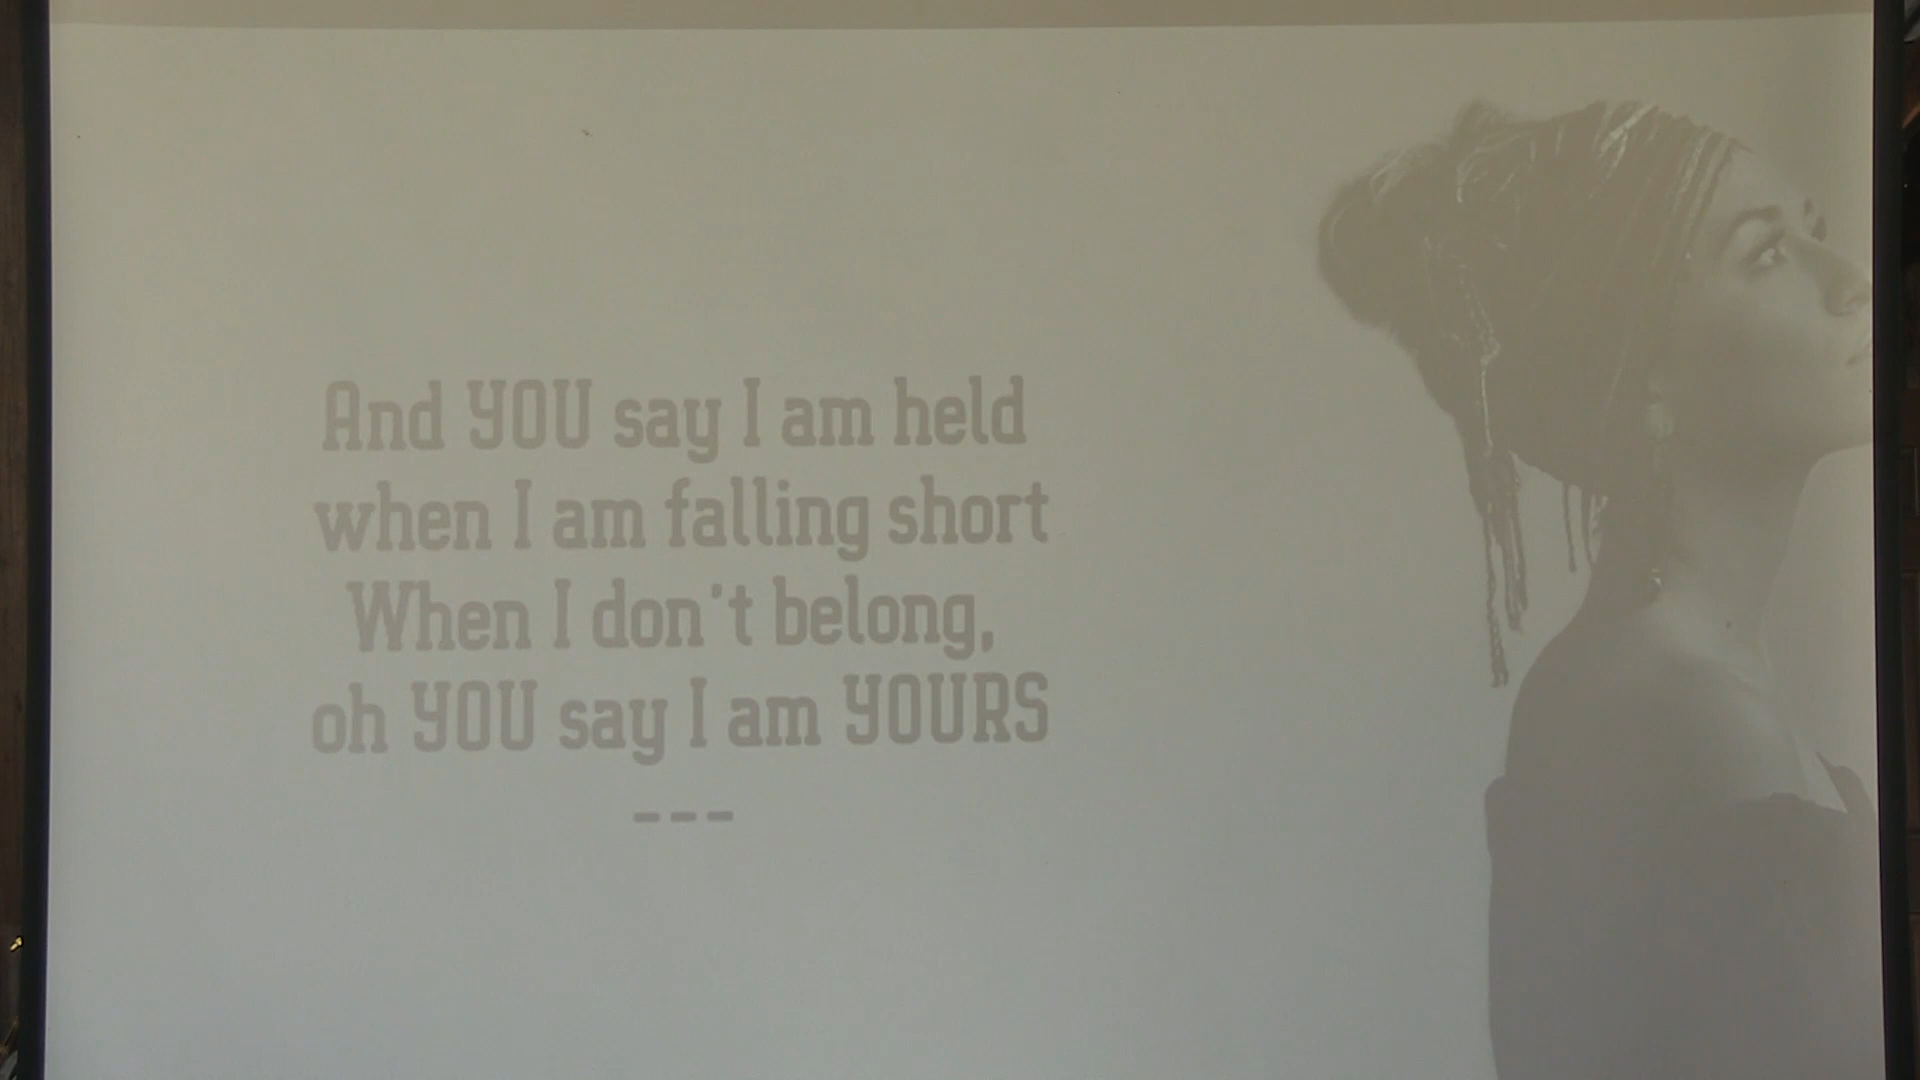 And YOU say I am held
when I am falling short
When I don't belong,
oh YOU say I am YOURS
---